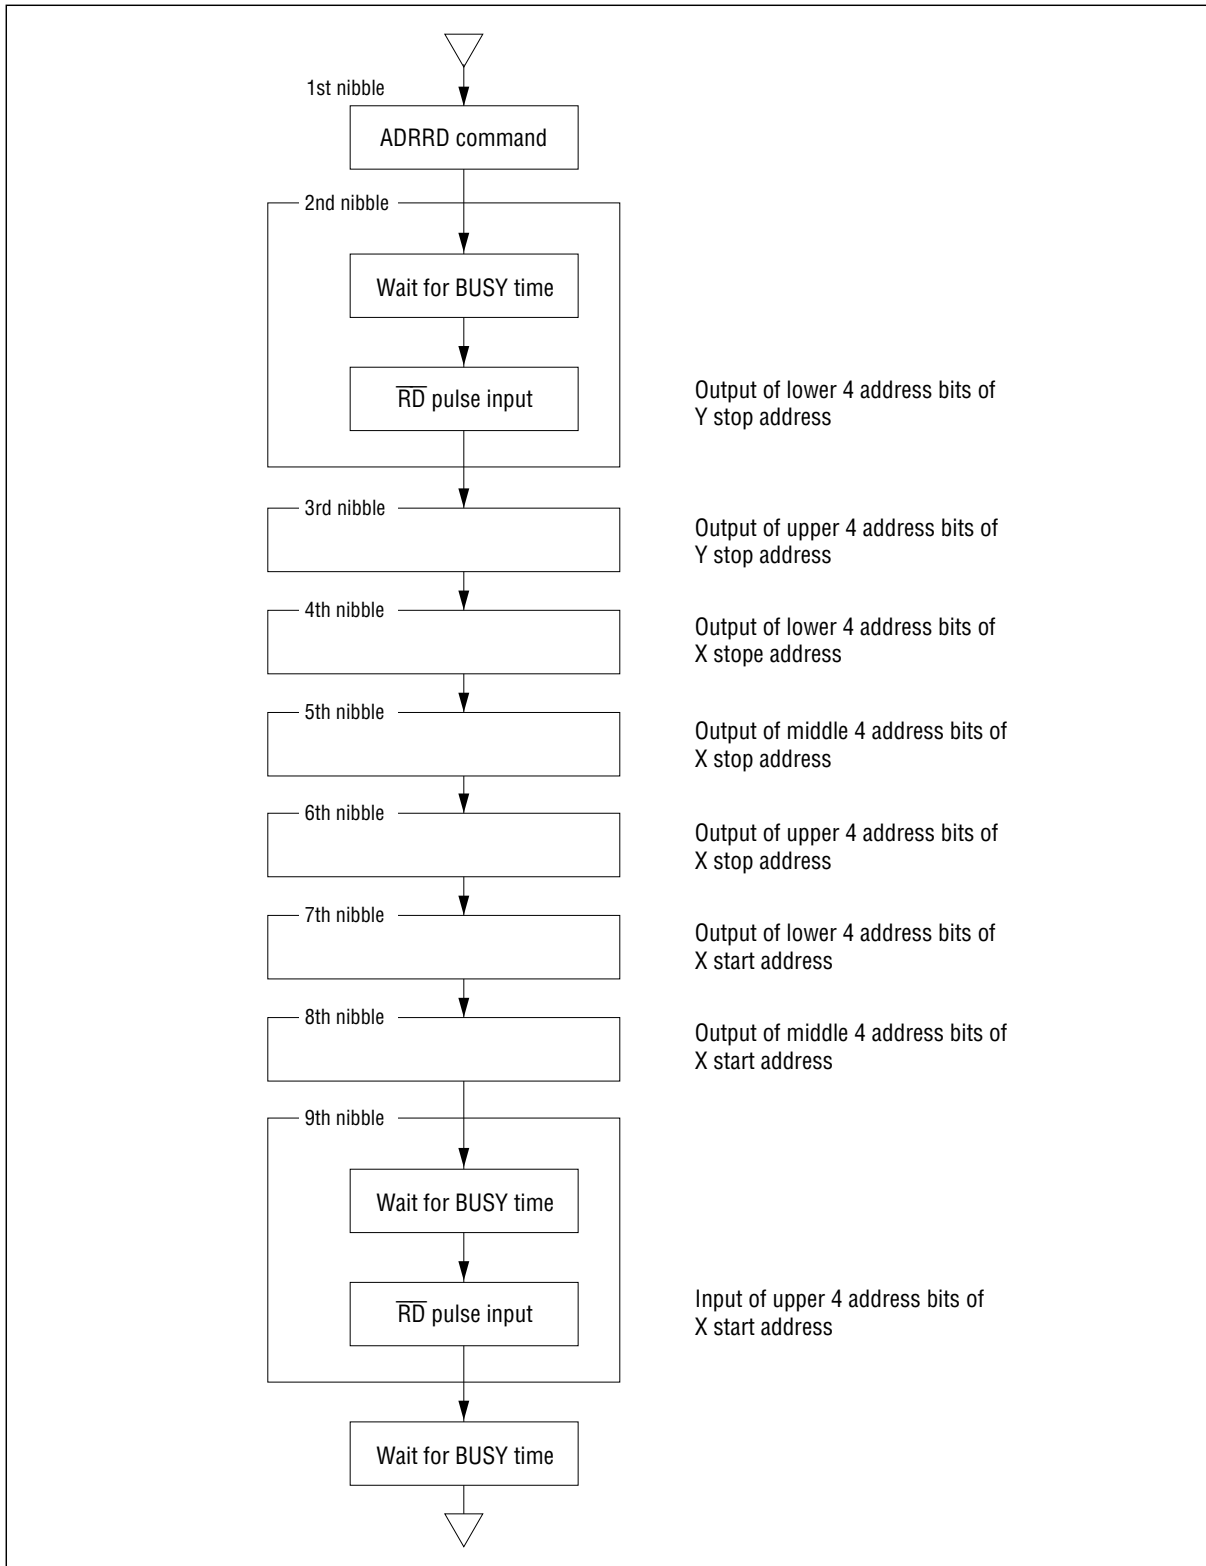 1st nibble
ADRRD command
2nd nibble
Wait for BUSY time
RD pulse input
Output of lower 4 address bits of
Y stop address
3rd nibble
Output of upper 4 address bits of
Y stop address
4th nibble
Output of lower 4 address bits of
X stope address
5th nibble
Output of middle 4 address bits of
X stop address
6th nibble
Output of upper 4 address bits of
X stop address
7th nibble
Output of lower 4 address bits of
X start address
8th nibble
Output of middle 4 address bits of
X start address
9th nibble
Wait for BUSY time
RD pulse input
Input of upper 4 address bits of
X start address
Wait for BUSY time